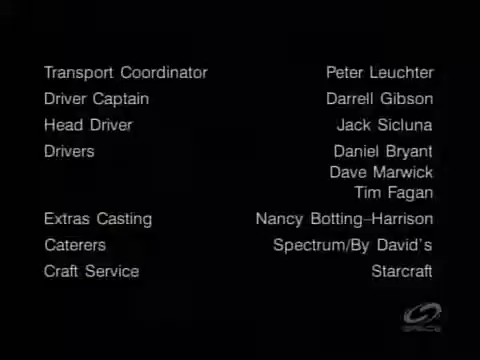 Transport Coordinator Peter Leuchter
Driver Captain Darrell Gibson
Head Driver Jack Sicluna
Drivers Daniel Bryant
Dave Marwick
Tim Fagan
Extras Casting Nancy Botting–Harrison
Caterers Spectrum/By David's
Craft Service Starcraft
SPACE